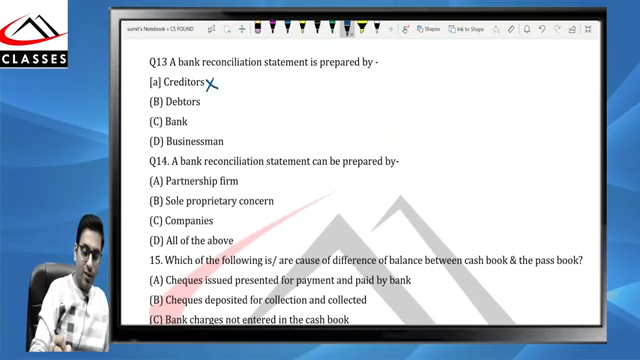 CLASSES
sumit's Notebook » CS FOUND
Shapes
Ink to Shape
Q13 A bank reconciliation statement is prepared by -
[a] Creditors
(B) Debtors
(C) Bank
(D) Businessman
Q14. A bank reconciliation statement can be prepared by-
(A) Partnership firm
(B) Sole proprietary concern
(C) Companies
(D) All of the above
15. Which of the following is/ are cause of difference of balance between cash book & the pass book?
(A) Cheques issued presented for payment and paid by bank
(B) Cheques deposited for collection and collected
(C) Bank charges not entered in the cash book